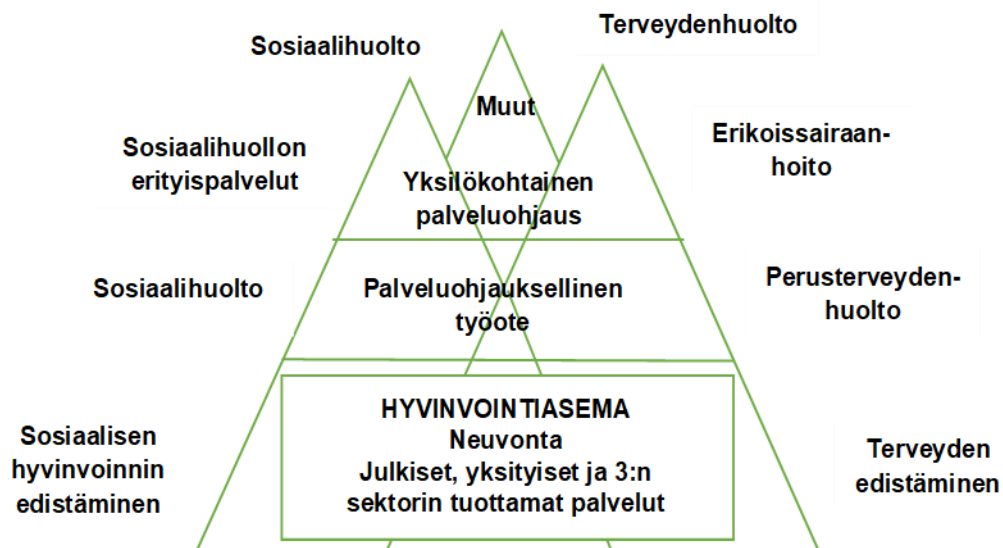 Sosiaalihuolto
Terveydenhuolto
Muut
Sosiaalihuollon
erityispalvelut
Yksilökohtainen
palveluohjaus
Erikoissairaan-
hoito
Sosiaalihuolto
Palveluohjauksellinen
työote
Perusterveyden-
huolto
Sosiaalisen
hyvinvoinnin
edistäminen
HYVINVOINTIASEMA
Neuvonta
Julkiset, yksityiset ja 3:n
sektorin tuottamat palvelut
Terveyden
edistäminen